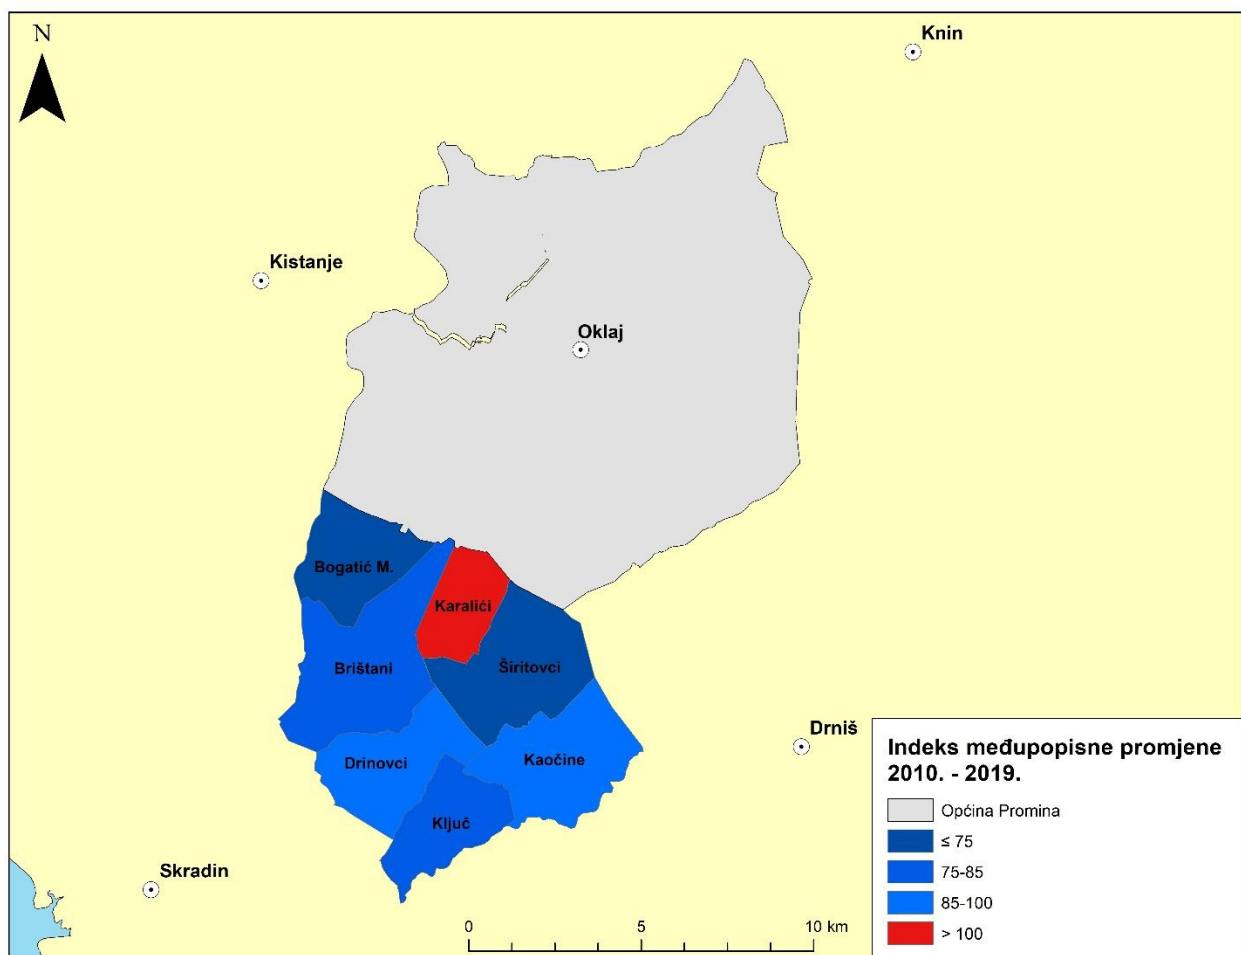 N
Knin
Kistanje
Oklaj
Bogatić M.
Karalići
Brištani
Širitovci
Drniš
Drinovci
Kaočine
Ključ
Skradin
0 5 10 km
Indeks međupopisne promjene
2010. - 2019.
Općina Promina
≤ 75
75-85
85-100
> 100